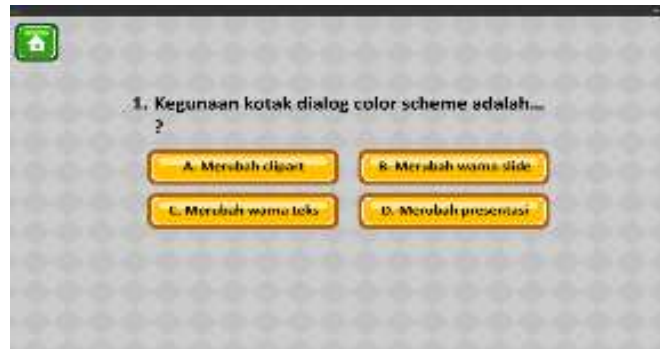 1. Kegunaan kotak dialog color scheme adalah...
?
A. Merubah clipart
B. Merubah warna slide
C. Merubah warna teks
D. Merubah presentasi